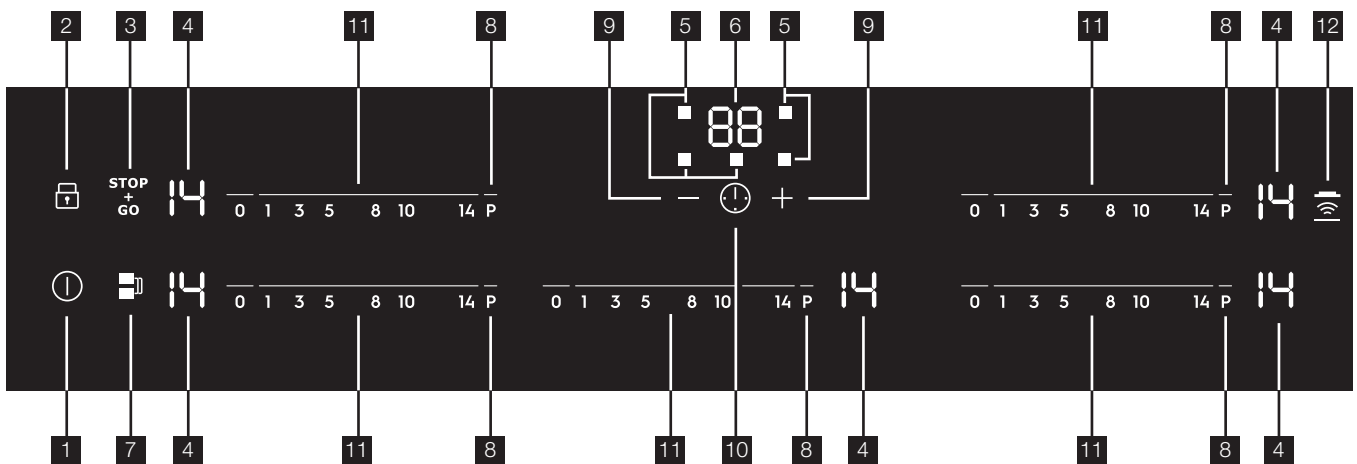 2 3 4 11 8 9 5 6 5 9 11 8 4 12
88
STOP
+
GO
14 0 1 3 5 8 10 14 P − + 0 1 3 5 8 10 14 P 14
14 0 1 3 5 8 10 14 P 0 1 3 5 8 10 14 P 14 0 1 3 5 8 10 14 P 14
1 7 4 11 8 11 10 8 4 11 8 4